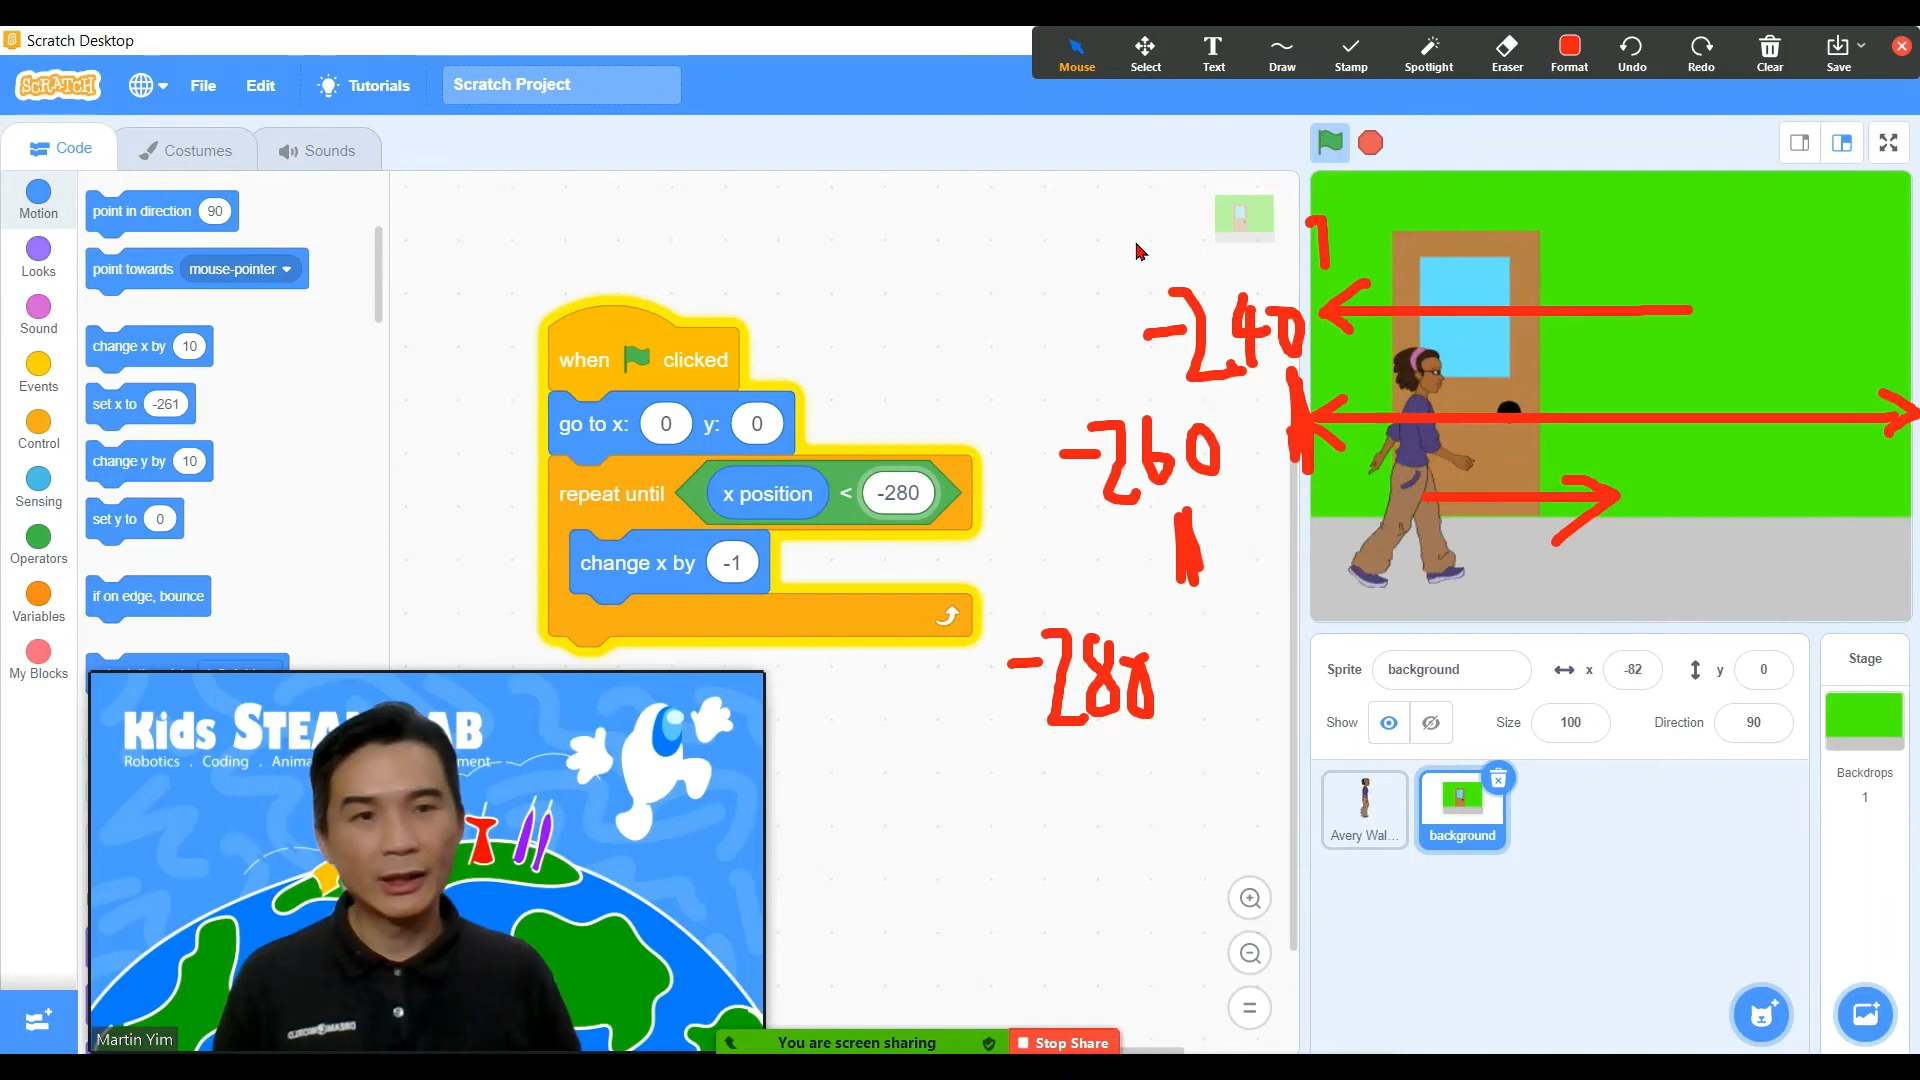 Scratch Desktop
Mouse Select Text Draw Stamp Spotlight Eraser Format Undo Redo Clear Save
SCRATCH File Edit Tutorials Scratch Project
Code Costumes Sounds
Motion
Looks
Sound
Events
Control
Sensing
Operators
Variables
My Blocks
point in direction 90
point towards mouse-pointer
change x by 10
set x to -261
change y by 10
set y to 0
if on edge, bounce
when clicked
go to x: 0 y: 0
repeat until x position < -280
change x by -1
-240
-260
-280
Kids STEAM LAB
Robotics . Coding . Anima
Martin Yim
You are screen sharing Stop Share
Sprite background x -82 y 0
Show Size 100 Direction 90
Avery Wal...
background
Stage
Backdrops
1